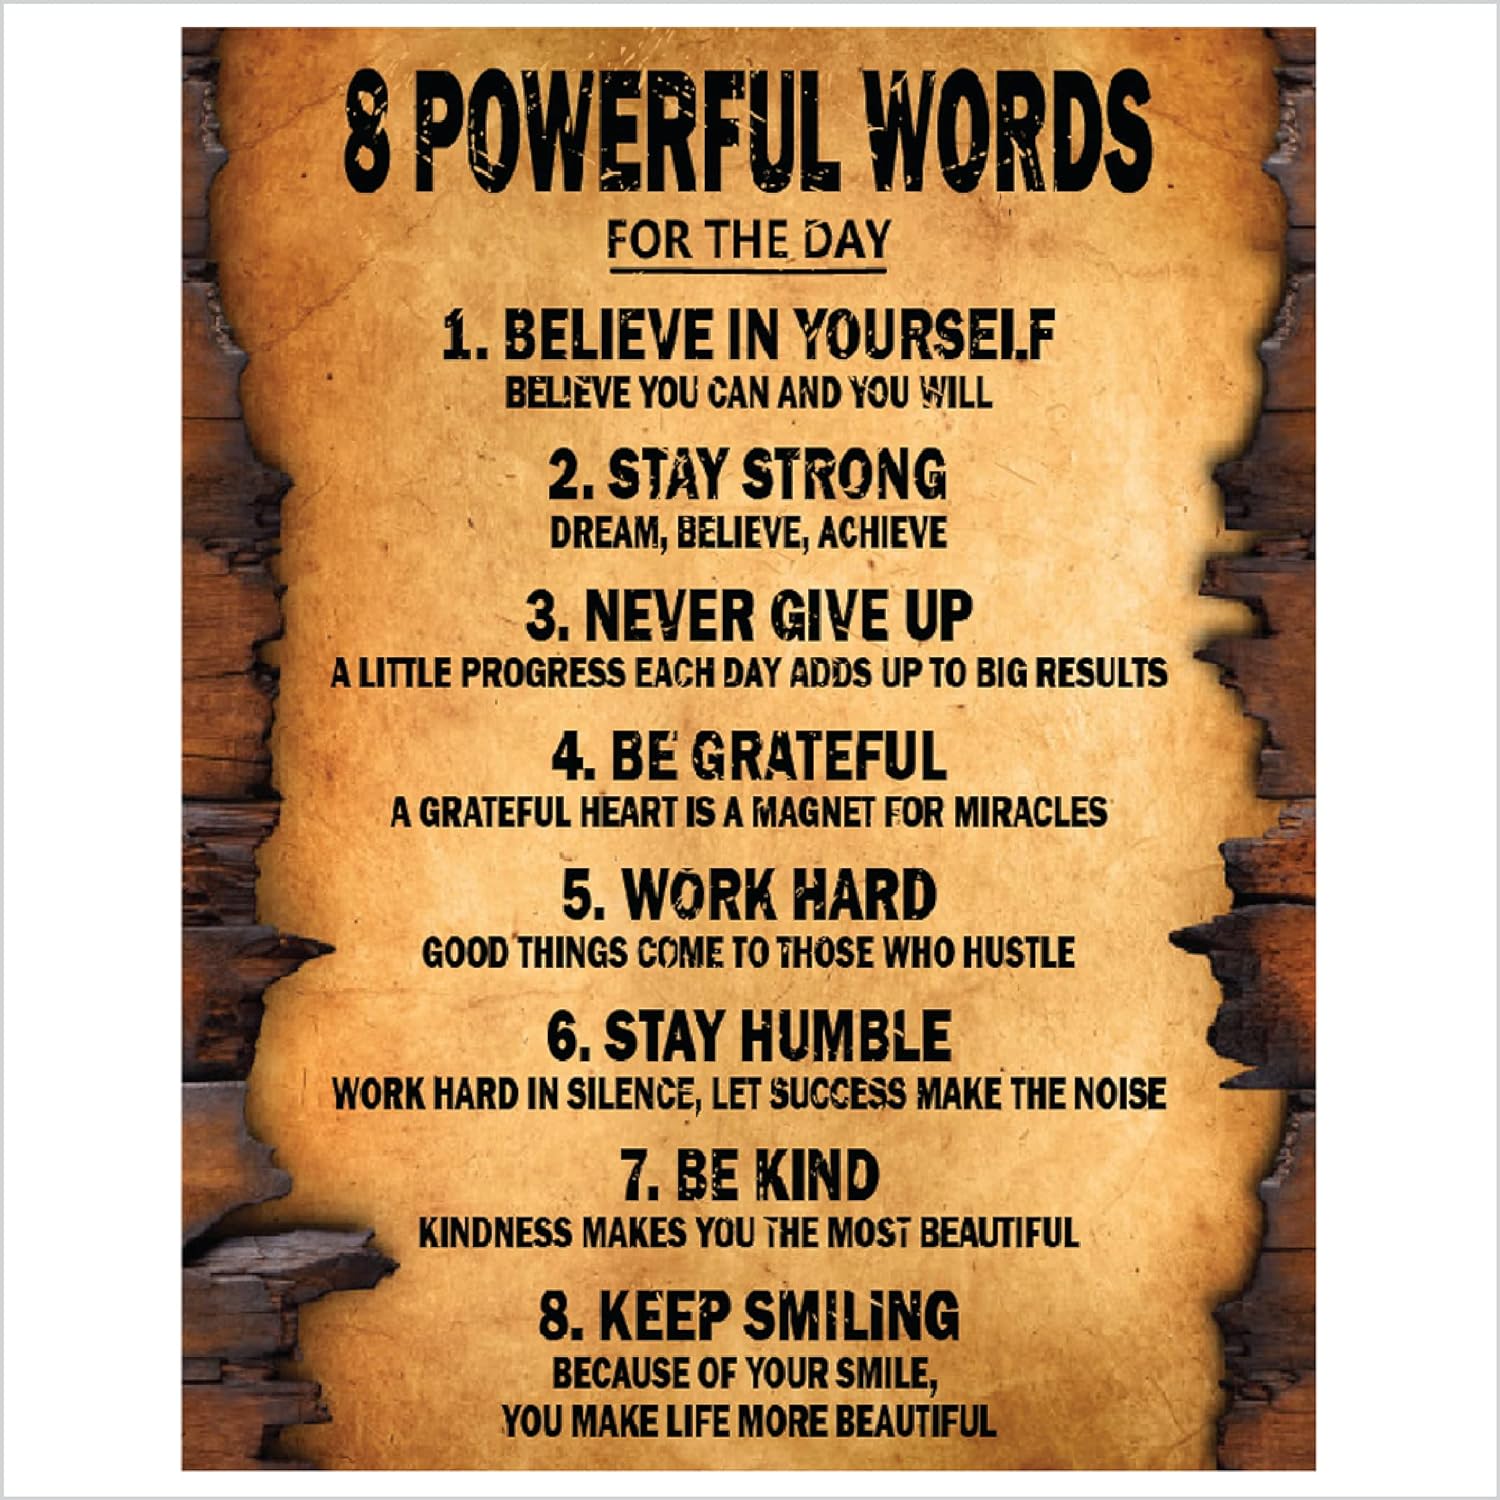 8 POWERFUL WORDS
FOR THE DAY
1. BELIEVE IN YOURSELF
BELIEVE YOU CAN AND YOU WILL
2. STAY STRONG
DREAM, BELIEVE, ACHIEVE
3. NEVER GIVE UP
A LITTLE PROGRESS EACH DAY ADDS UP TO BIG RESULTS
4. BE GRATEFUL
A GRATEFUL HEART IS A MAGNET FOR MIRACLES
5. WORK HARD
GOOD THINGS COME TO THOSE WHO HUSTLE
6. STAY HUMBLE
WORK HARD IN SILENCE, LET SUCCESS MAKE THE NOISE
7. BE KIND
KINDNESS MAKES YOU THE MOST BEAUTIFUL
8. KEEP SMILING
BECAUSE OF YOUR SMILE,
YOU MAKE LIFE MORE BEAUTIFUL